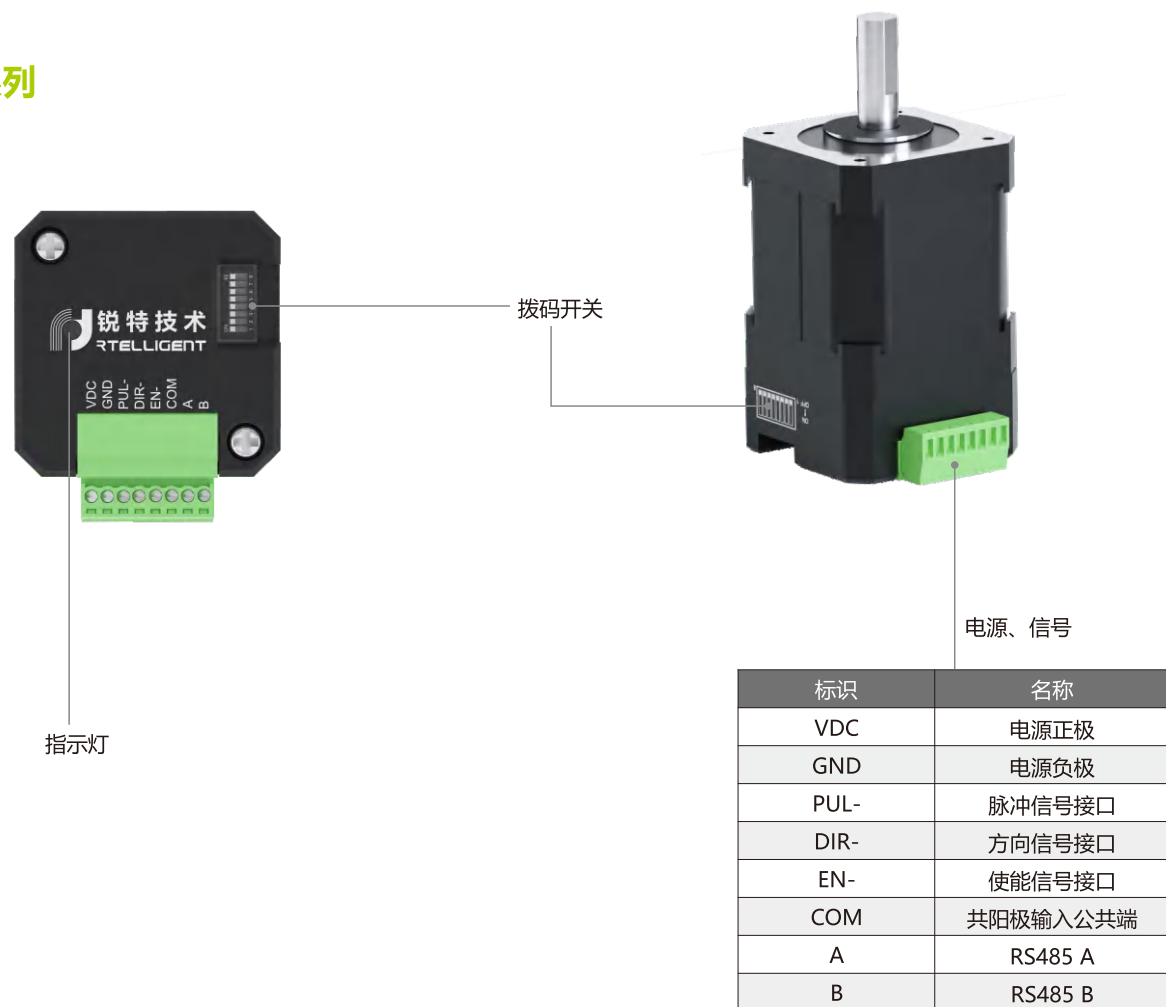 列
锐特技术
RTELLIGENT
VDC
GND
PUL-
DIR-
EN-
COM
A
B
拨码开关
指示灯
电源、信号
标识 名称
VDC 电源正极
GND 电源负极
PUL- 脉冲信号接口
DIR- 方向信号接口
EN- 使能信号接口
COM 共阳极输入公共端
A RS485 A
B RS485 B